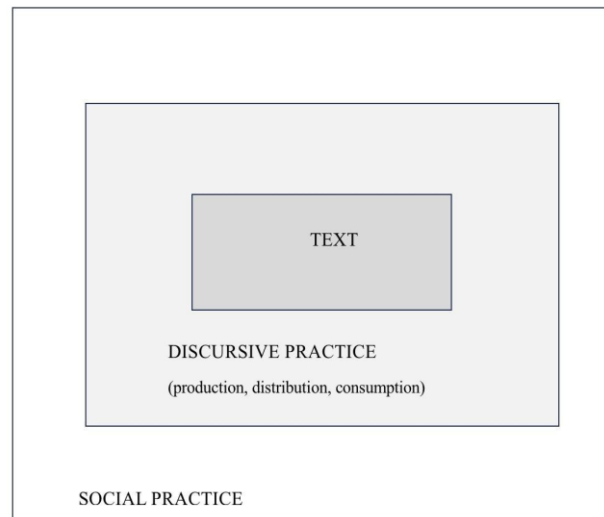 TEXT
DISCURSIVE PRACTICE
(production, distribution, consumption)
SOCIAL PRACTICE